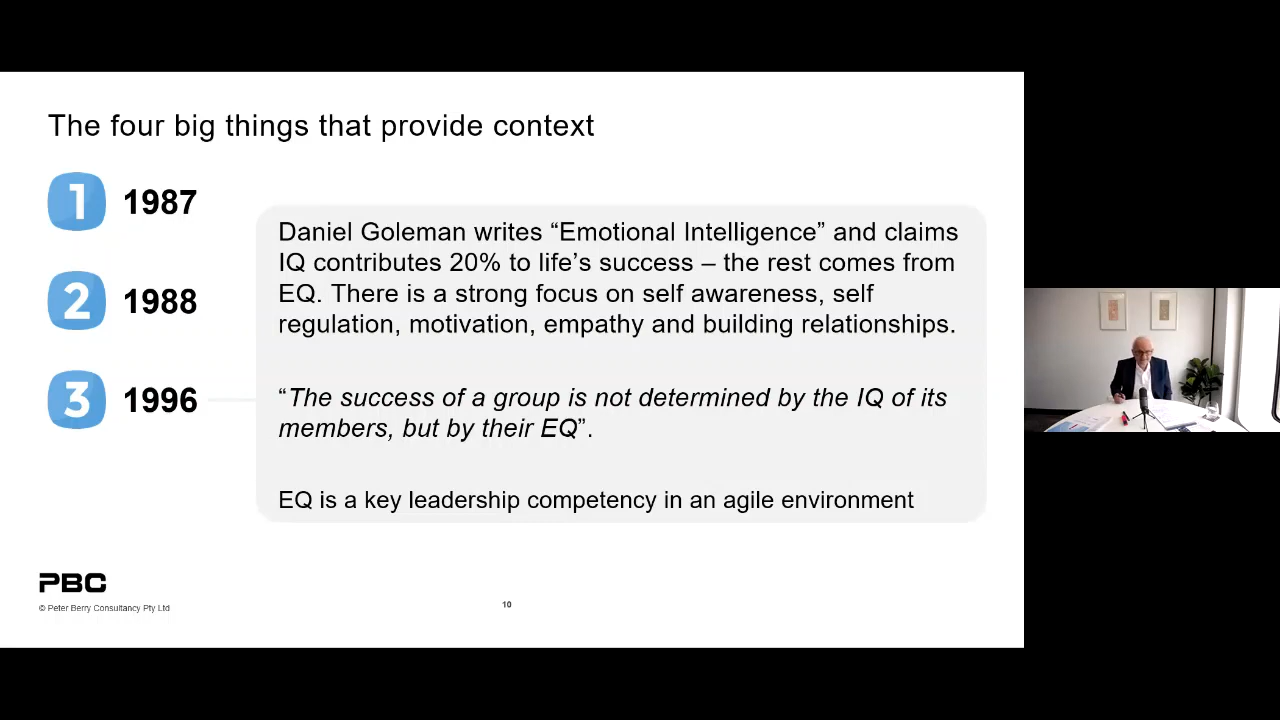 The four big things that provide context
1 1987
2 1988
3 1996
Daniel Goleman writes “Emotional Intelligence” and claims
IQ contributes 20% to life’s success – the rest comes from
EQ. There is a strong focus on self awareness, self
regulation, motivation, empathy and building relationships.
“The success of a group is not determined by the IQ of its
members, but by their EQ”.
EQ is a key leadership competency in an agile environment
PBC
© Peter Berry Consultancy Pty Ltd
10